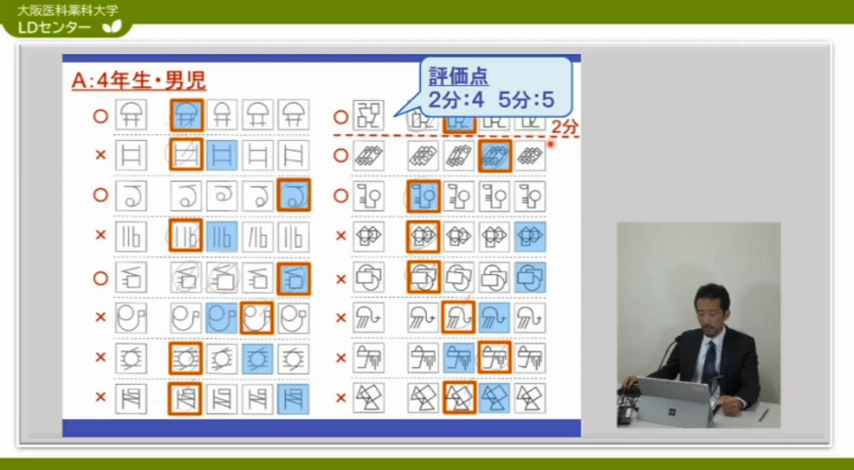 大阪医科薬科大学
LDセンター
A:4年生・男児
評価点
2分:4 5分:5
2分